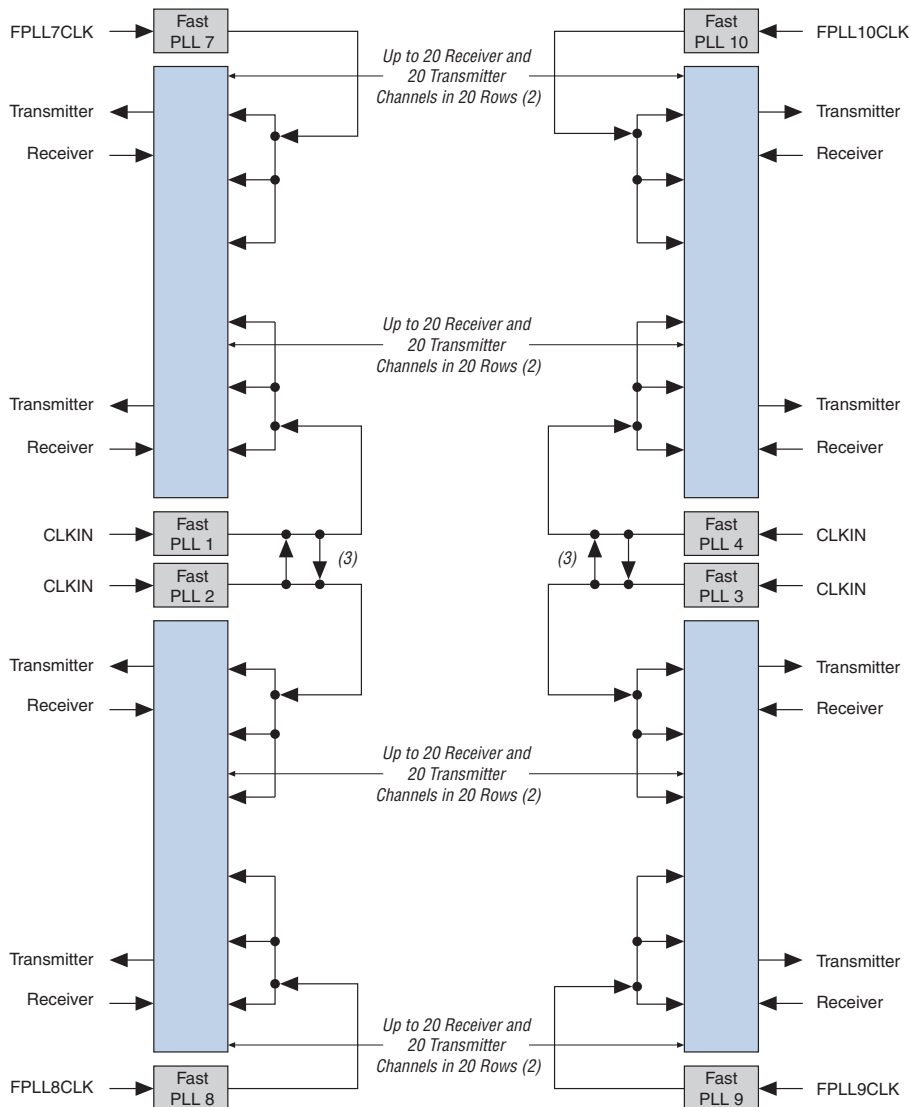 FPLL7CLK
Fast
PLL 7
Fast
PLL 10
FPLL10CLK
Up to 20 Receiver and
20 Transmitter
Channels in 20 Rows (2)
Transmitter
Transmitter
Receiver
Receiver
Up to 20 Receiver and
20 Transmitter
Channels in 20 Rows (2)
Transmitter
Transmitter
Receiver
Receiver
CLKIN
Fast
PLL 1
(3)
(3)
Fast
PLL 4
CLKIN
CLKIN
Fast
PLL 2
Fast
PLL 3
CLKIN
Transmitter
Transmitter
Receiver
Receiver
Up to 20 Receiver and
20 Transmitter
Channels in 20 Rows (2)
Transmitter
Transmitter
Receiver
Receiver
Up to 20 Receiver and
20 Transmitter
Channels in 20 Rows (2)
FPLL8CLK
Fast
PLL 8
Fast
PLL 9
FPLL9CLK